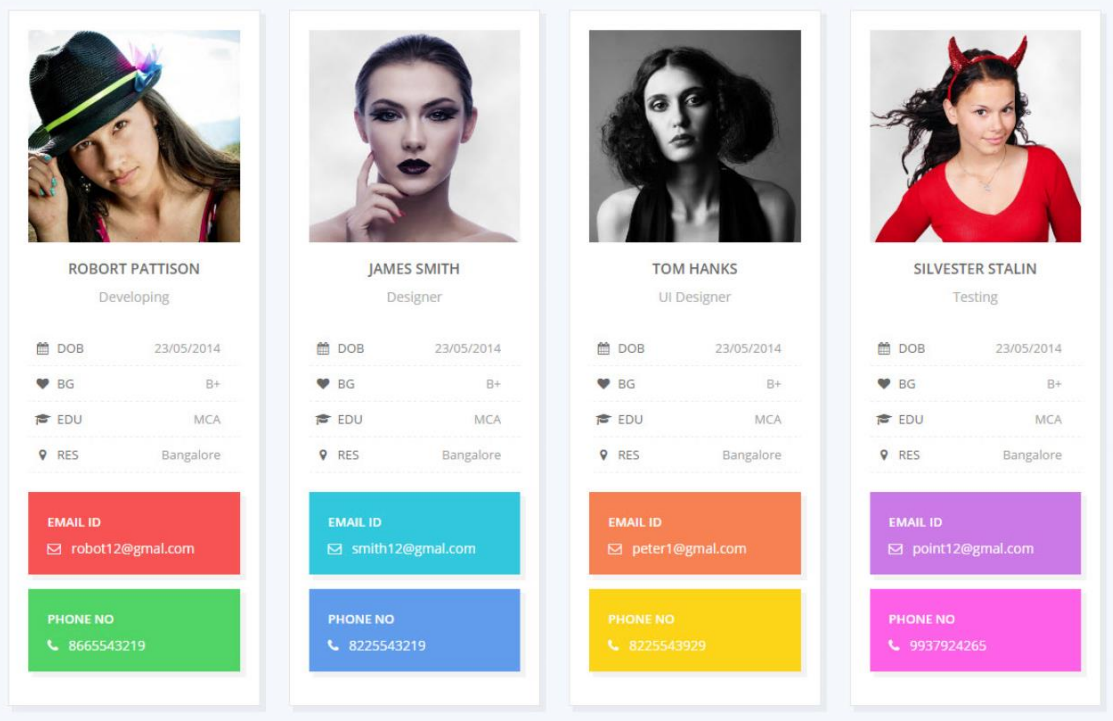 ROBORT PATTISON
Developing
DOB 23/05/2014
BG B+
EDU MCA
RES Bangalore
EMAIL ID
robot12@gmal.com
PHONE NO
8665543219
JAMES SMITH
Designer
DOB 23/05/2014
BG B+
EDU MCA
RES Bangalore
EMAIL ID
smith12@gmal.com
PHONE NO
8225543219
TOM HANKS
UI Designer
DOB 23/05/2014
BG B+
EDU MCA
RES Bangalore
EMAIL ID
peter1@gmal.com
PHONE NO
8225543929
SILVESTER STALIN
Testing
DOB 23/05/2014
BG B+
EDU MCA
RES Bangalore
EMAIL ID
point12@gmal.com
PHONE NO
9937924265